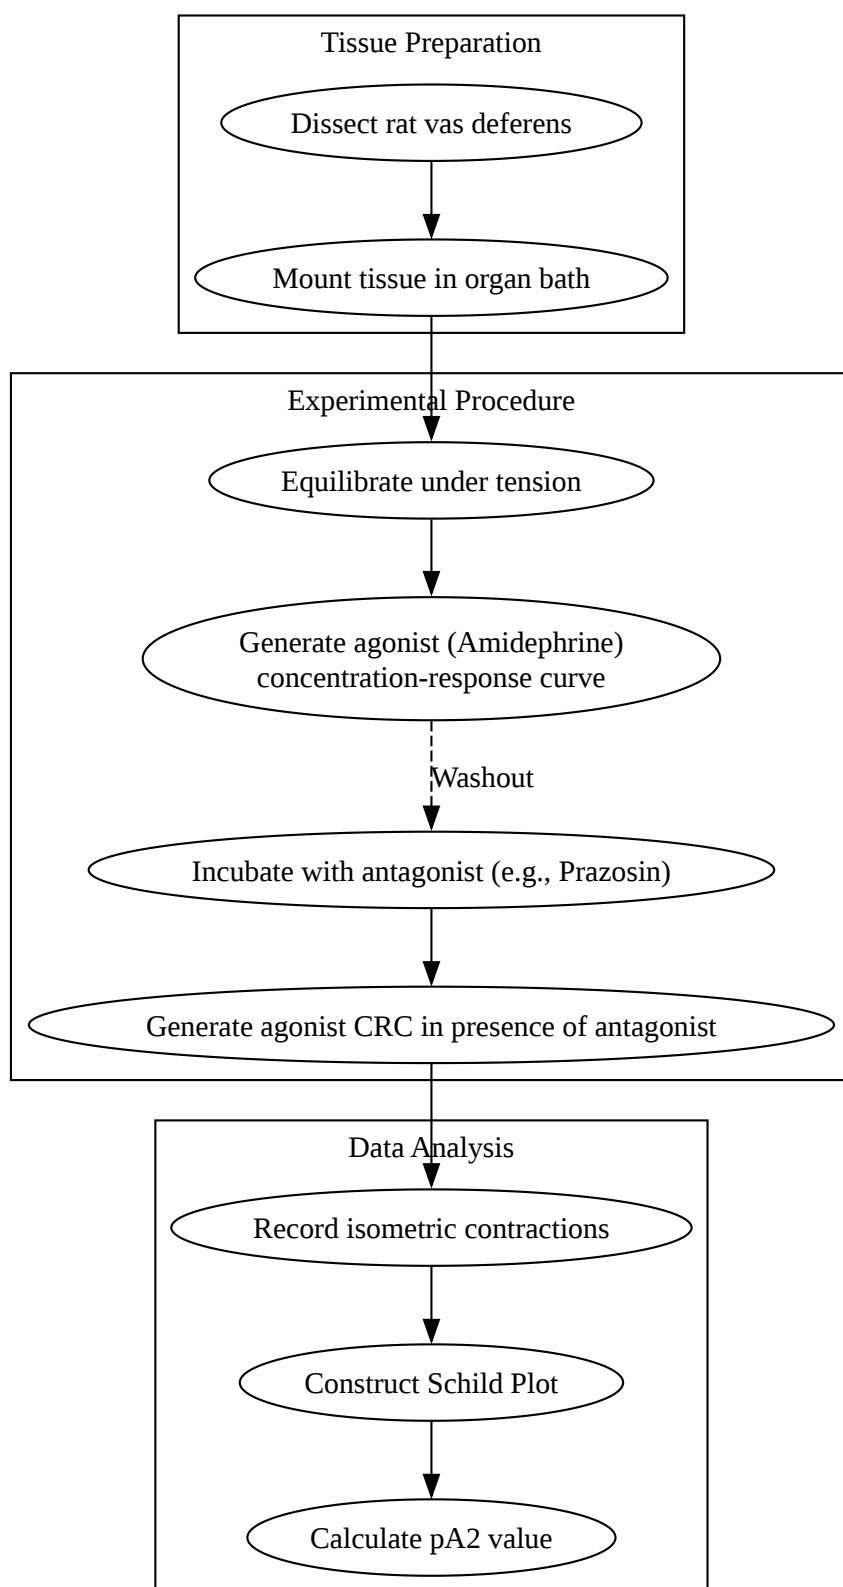 Tissue Preparation
Dissect rat vas deferens
Mount tissue in organ bath
Experimental Procedure
Equilibrate under tension
Generate agonist (Amidephrine)
concentration-response curve
Washout
Incubate with antagonist (e.g., Prazosin)
Generate agonist CRC in presence of antagonist
Data Analysis
Record isometric contractions
Construct Schild Plot
Calculate pA2 value